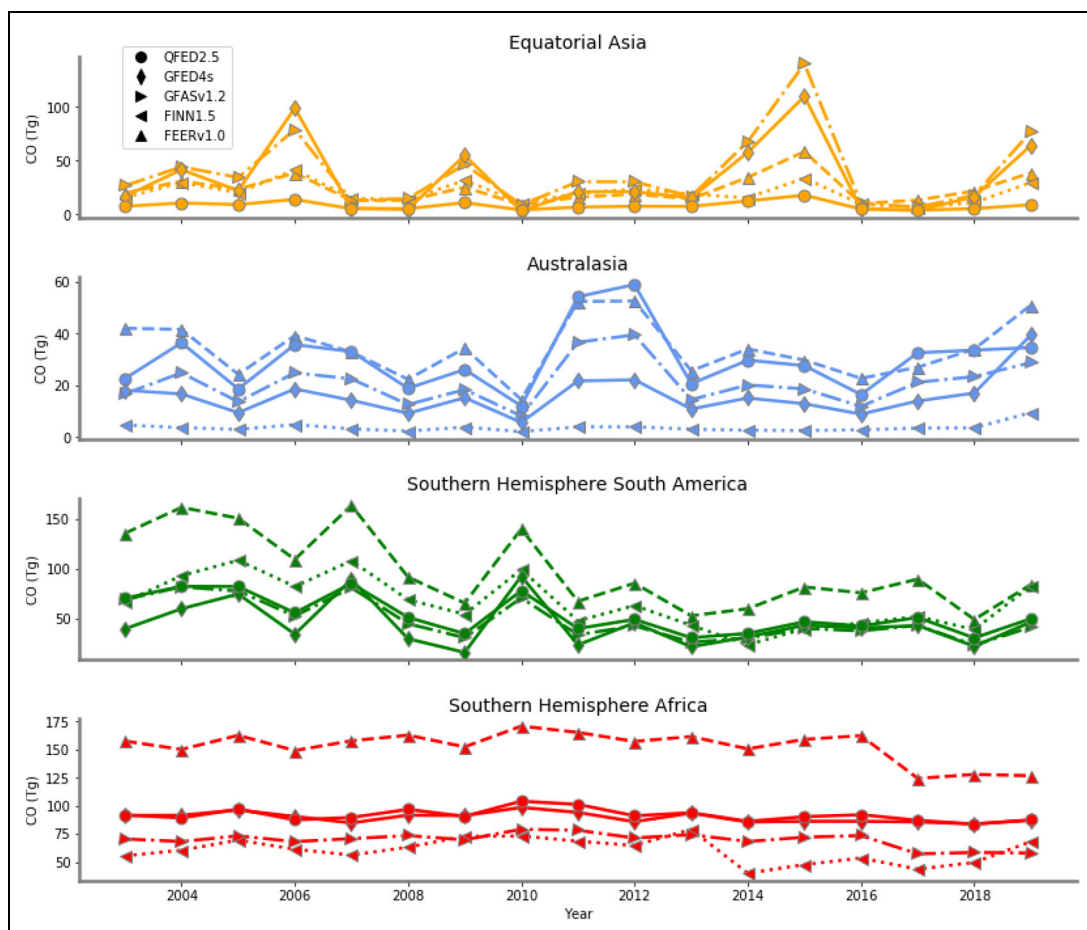 Equatorial Asia
QFED2.5
GFED4s
GFASv1.2
FINN1.5
FEERv1.0
CO (Tg)
100
50
0
Australasia
CO (Tg)
60
40
20
0
Southern Hemisphere South America
CO (Tg)
150
100
50
Southern Hemisphere Africa
CO (Tg)
175
150
125
100
75
50
2004 2006 2008 2010 2012 2014 2016 2018
Year